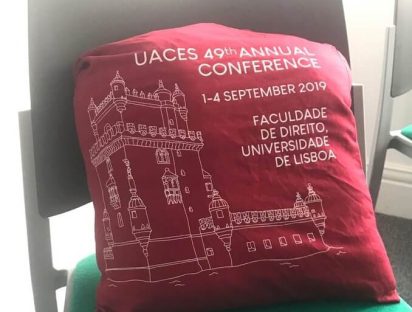 UACES 49th ANNUAL
CONFERENCE
1-4 SEPTEMBER 2019
FACULDADE
DE DIREITO,
UNIVERSIDADE
DE LISBOA